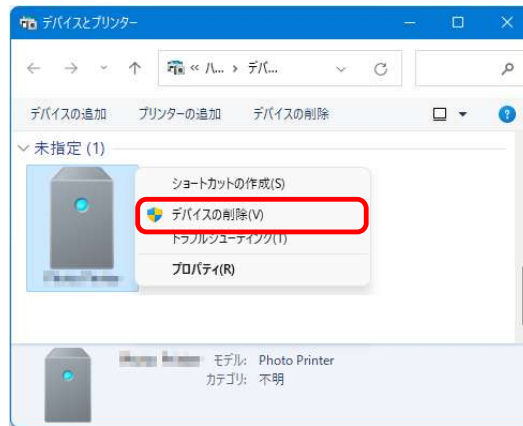 デバイスとプリンター
« ハ... › デバ...
デバイスの追加 プリンターの追加 デバイスの削除
未指定 (1)
ショートカットの作成(S)
デバイスの削除(V)
トラブルシューティング(T)
プロパティ(R)
モデル: Photo Printer
カテゴリ: 不明